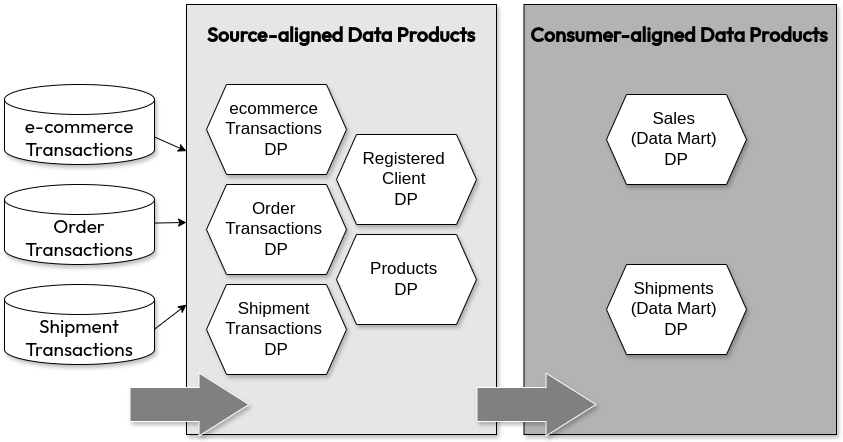 Source-aligned Data Products
Consumer-aligned Data Products
e-commerce
Transactions
Order
Transactions
Shipment
Transactions
ecommerce
Transactions
DP
Registered
Client
DP
Order
Transactions
DP
Products
DP
Shipment
Transactions
DP
Sales
(Data Mart)
DP
Shipments
(Data Mart)
DP